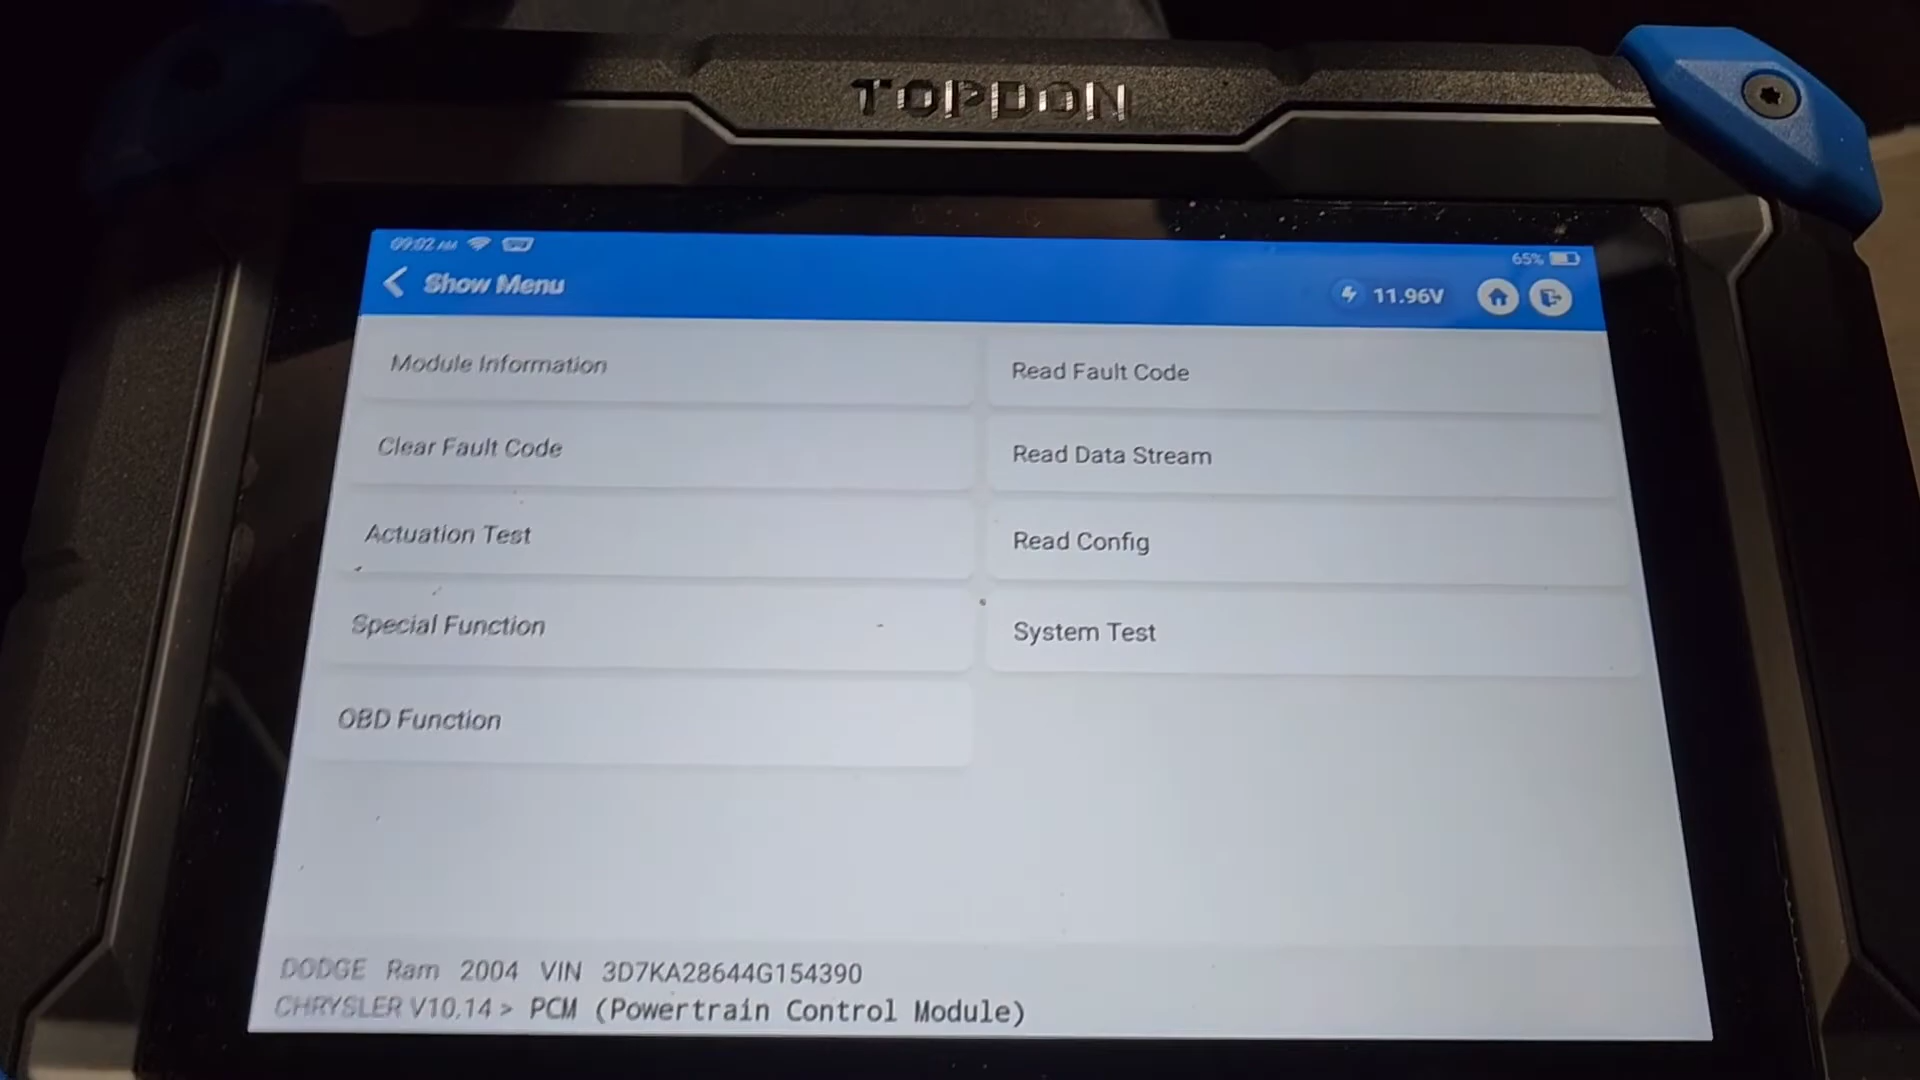 TOPDON
09:02 AM
65%
Show Menu
11.96V
Module Information
Read Fault Code
Clear Fault Code
Read Data Stream
Actuation Test
Read Config
Special Function
System Test
OBD Function
DODGE Ram 2004 VIN 3D7KA28644G154390
CHRYSLER V10.14 > PCM (Powertrain Control Module)